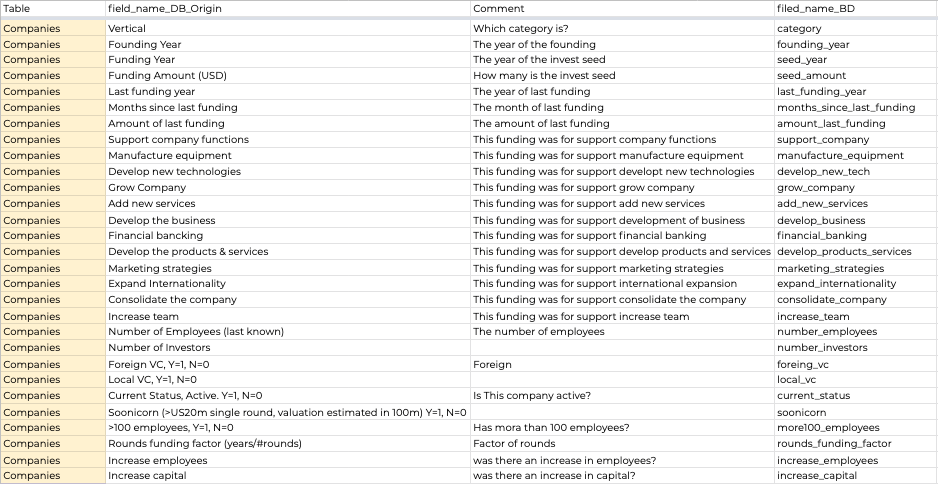 Table field_name_DB_Origin Comment filed_name_BD
Companies Vertical Which category is? category
Companies Founding Year The year of the founding founding_year
Companies Funding Year The year of the invest seed seed_year
Companies Funding Amount (USD) How many is the invest seed seed_amount
Companies Last funding year The year of last funding last_funding_year
Companies Months since last funding The month of last funding months_since_last_funding
Companies Amount of last funding The amount of last funding amount_last_funding
Companies Support company functions This funding was for support company functions support_company
Companies Manufacture equipment This funding was for support manufacture equipment manufacture_equipment
Companies Develop new technologies This funding was for support developt new technologies develop_new_tech
Companies Grow Company This funding was for support grow company grow_company
Companies Add new services This funding was for support add new services add_new_services
Companies Develop the business This funding was for support development of business develop_business
Companies Financial bancking This funding was for support financial banking financial_banking
Companies Develop the products & services This funding was for support develop products and services develop_products_services
Companies Marketing strategies This funding was for support marketing strategies marketing_strategies
Companies Expand Internationality This funding was for support international expansion expand_internationality
Companies Consolidate the company This funding was for support consolidate the company consolidate_company
Companies Increase team This funding was for support increase team increase_team
Companies Number of Employees (last known) The number of employees number_employees
Companies Number of Investors number_investors
Companies Foreign VC, Y=1, N=0 Foreign foreing_vc
Companies Local VC, Y=1, N=0 local_vc
Companies Current Status, Active. Y=1, N=0 Is This company active? current_status
Companies Soonicorn (>US20m single round, valuation estimated in 100m) Y=1, N=0 soonicorn
Companies >100 employees, Y=1, N=0 Has mora than 100 employees? more100_employees
Companies Rounds funding factor (years/#rounds) Factor of rounds rounds_funding_factor
Companies Increase employees was there an increase in employees? increase_employees
Companies Increase capital was there an increase in capital? increase_capital